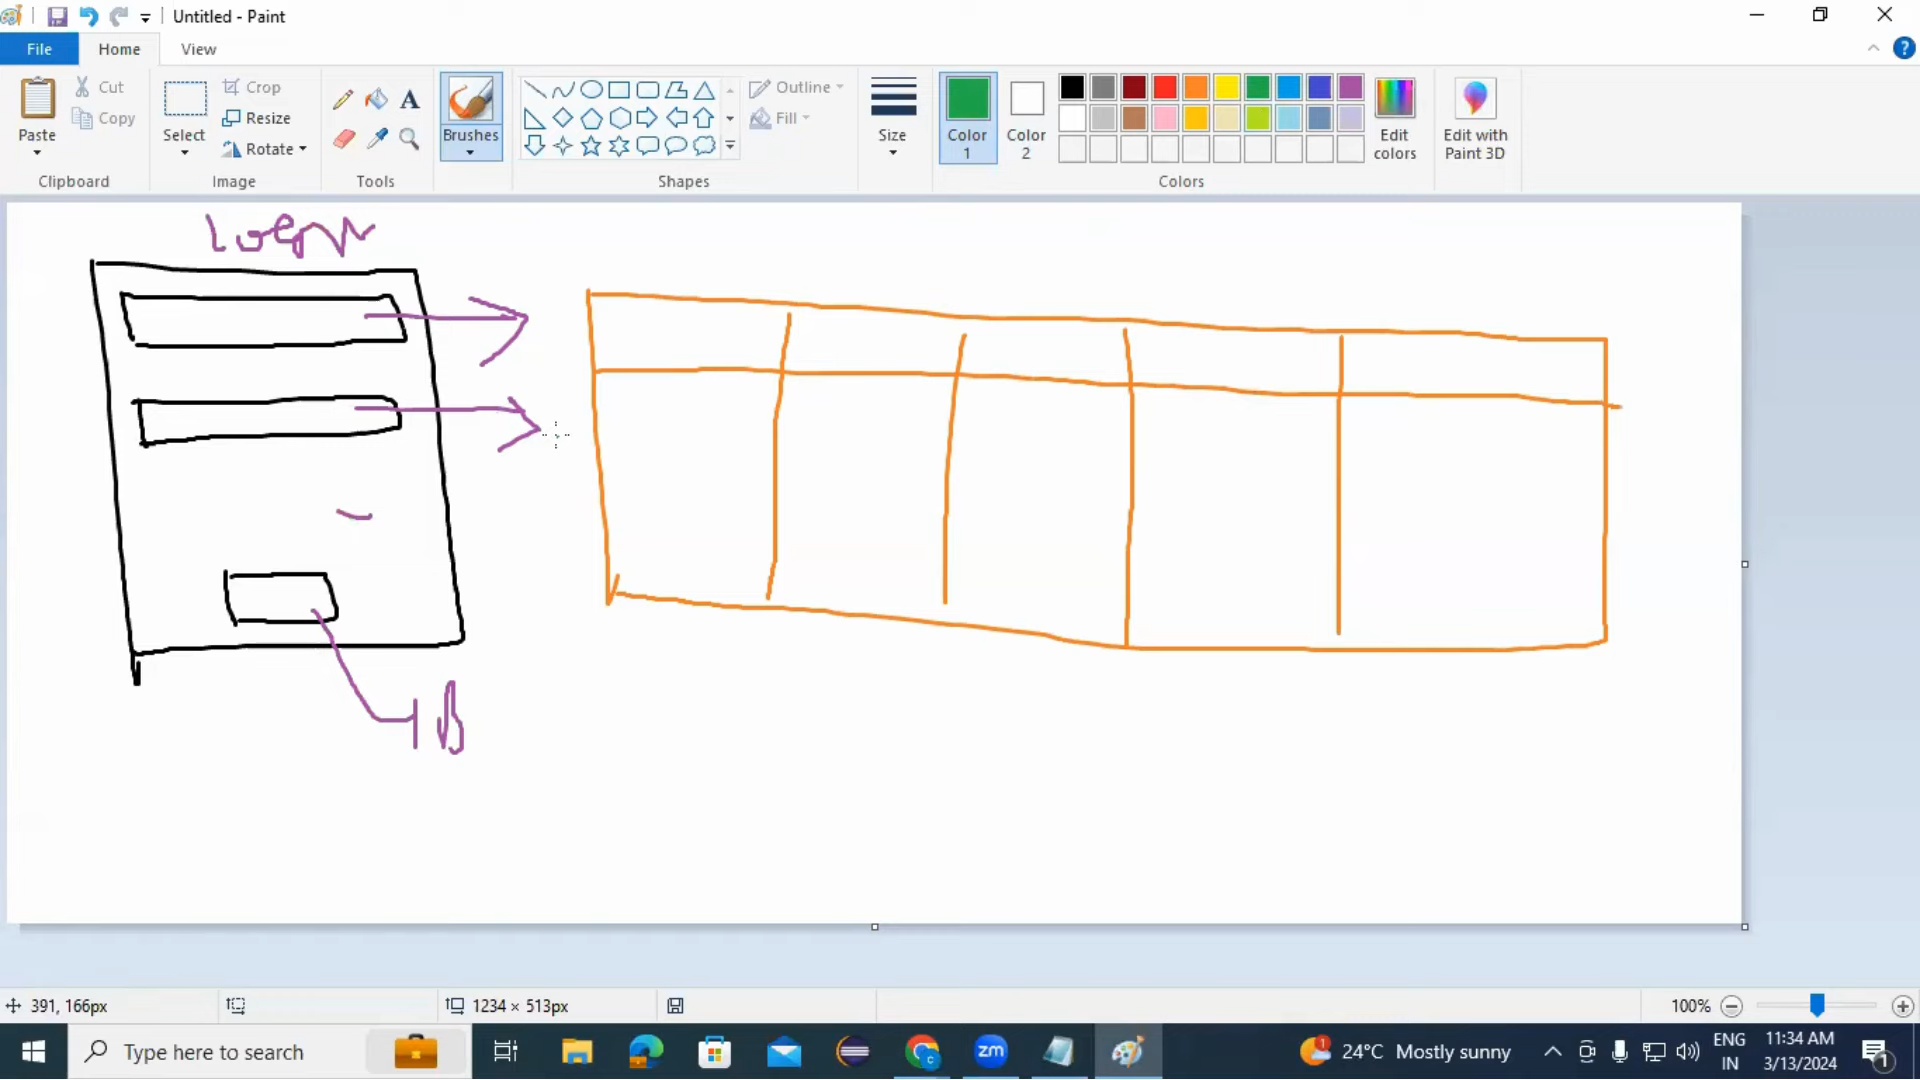 Untitled - Paint
File
Home
View
Paste
Cut
Copy
Clipboard
Select
Crop
Resize
Rotate
Image
A
Tools
Brushes
Outline
Fill
Shapes
Size
Color
1
Color
2
Edit
colors
Edit with
Paint 3D
Colors
391, 166px
1234 × 513px
100%
Type here to search
zm
24°C Mostly sunny
ENG
IN
11:34 AM
3/13/2024